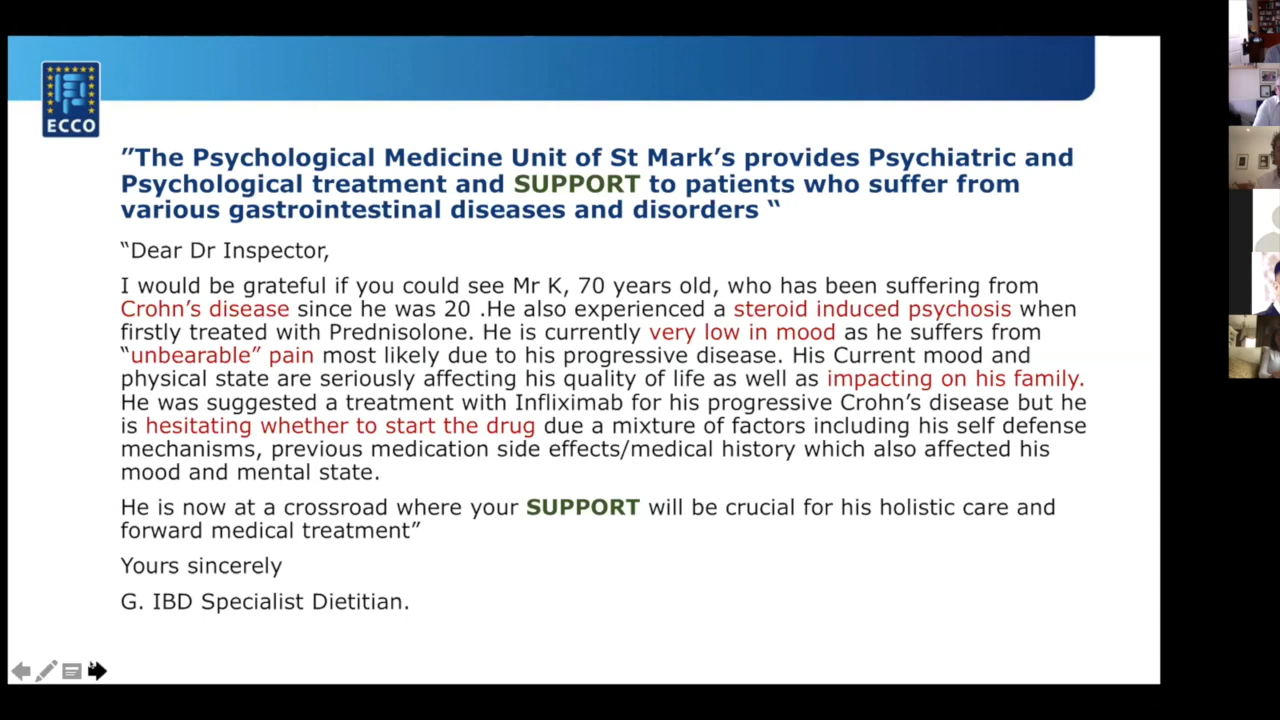 ECCO
”The Psychological Medicine Unit of St Mark’s provides Psychiatric and
Psychological treatment and SUPPORT to patients who suffer from
various gastrointestinal diseases and disorders “
“Dear Dr Inspector,
I would be grateful if you could see Mr K, 70 years old, who has been suffering from
Crohn’s disease since he was 20 .He also experienced a steroid induced psychosis when
firstly treated with Prednisolone. He is currently very low in mood as he suffers from
“unbearable” pain most likely due to his progressive disease. His Current mood and
physical state are seriously affecting his quality of life as well as impacting on his family.
He was suggested a treatment with Infliximab for his progressive Crohn’s disease but he
is hesitating whether to start the drug due a mixture of factors including his self defense
mechanisms, previous medication side effects/medical history which also affected his
mood and mental state.
He is now at a crossroad where your SUPPORT will be crucial for his holistic care and
forward medical treatment”
Yours sincerely
G. IBD Specialist Dietitian.